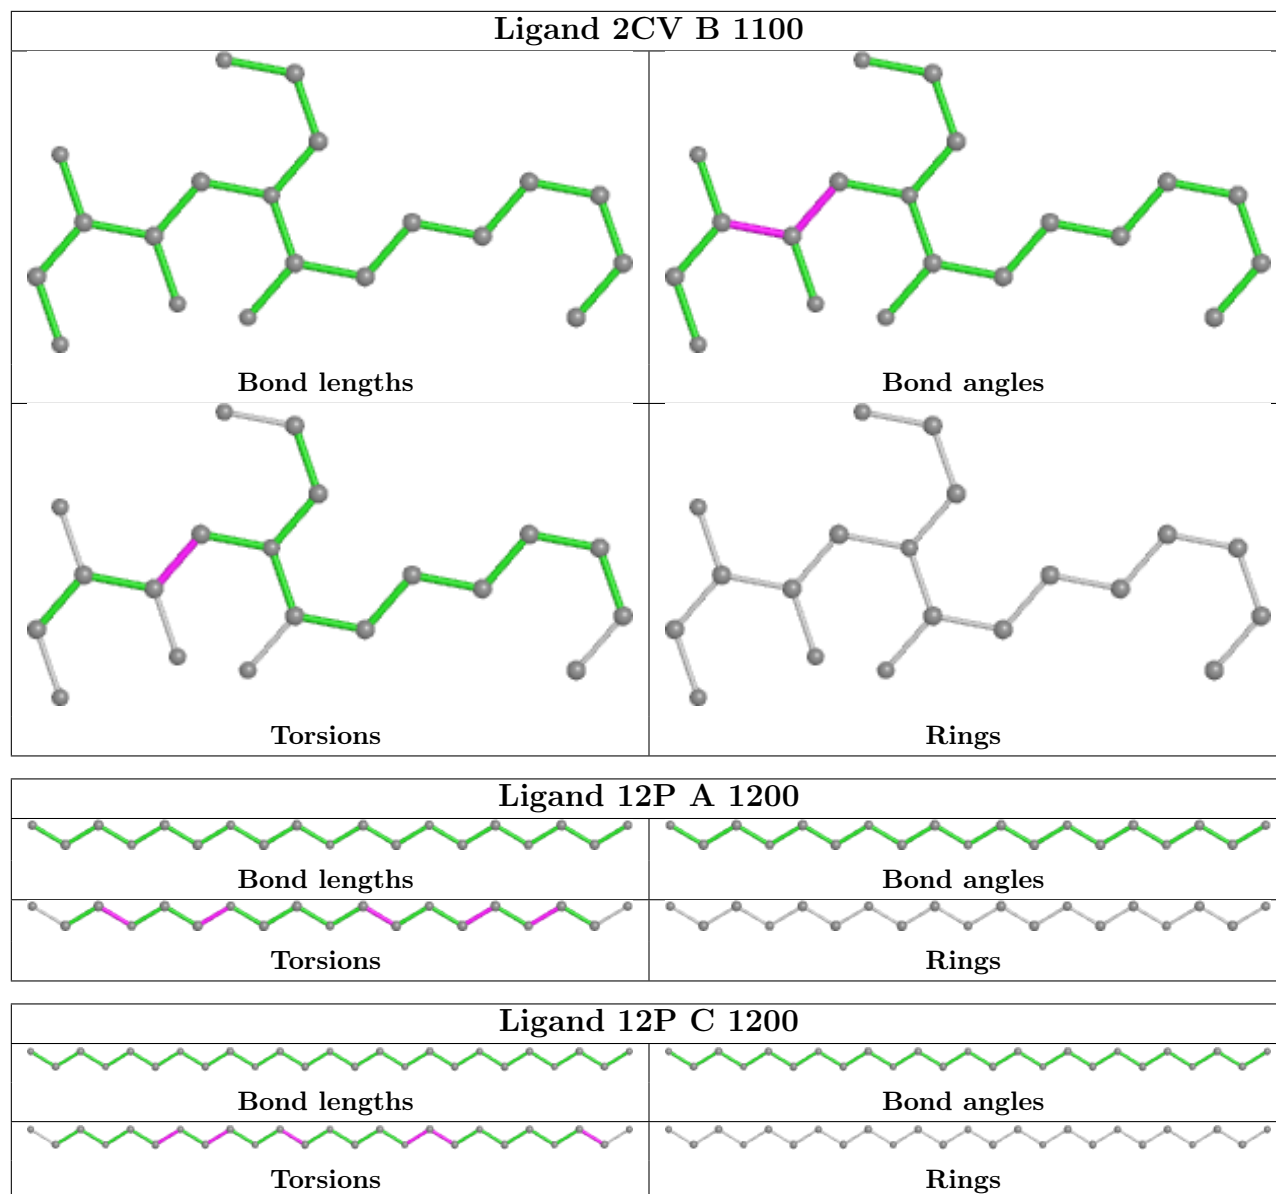 Ligand 2CV B 1100
Bond lengths Bond angles
Torsions Rings
Ligand 12P A 1200
Bond lengths Bond angles
Torsions Rings
Ligand 12P C 1200
Bond lengths Bond angles
Torsions Rings